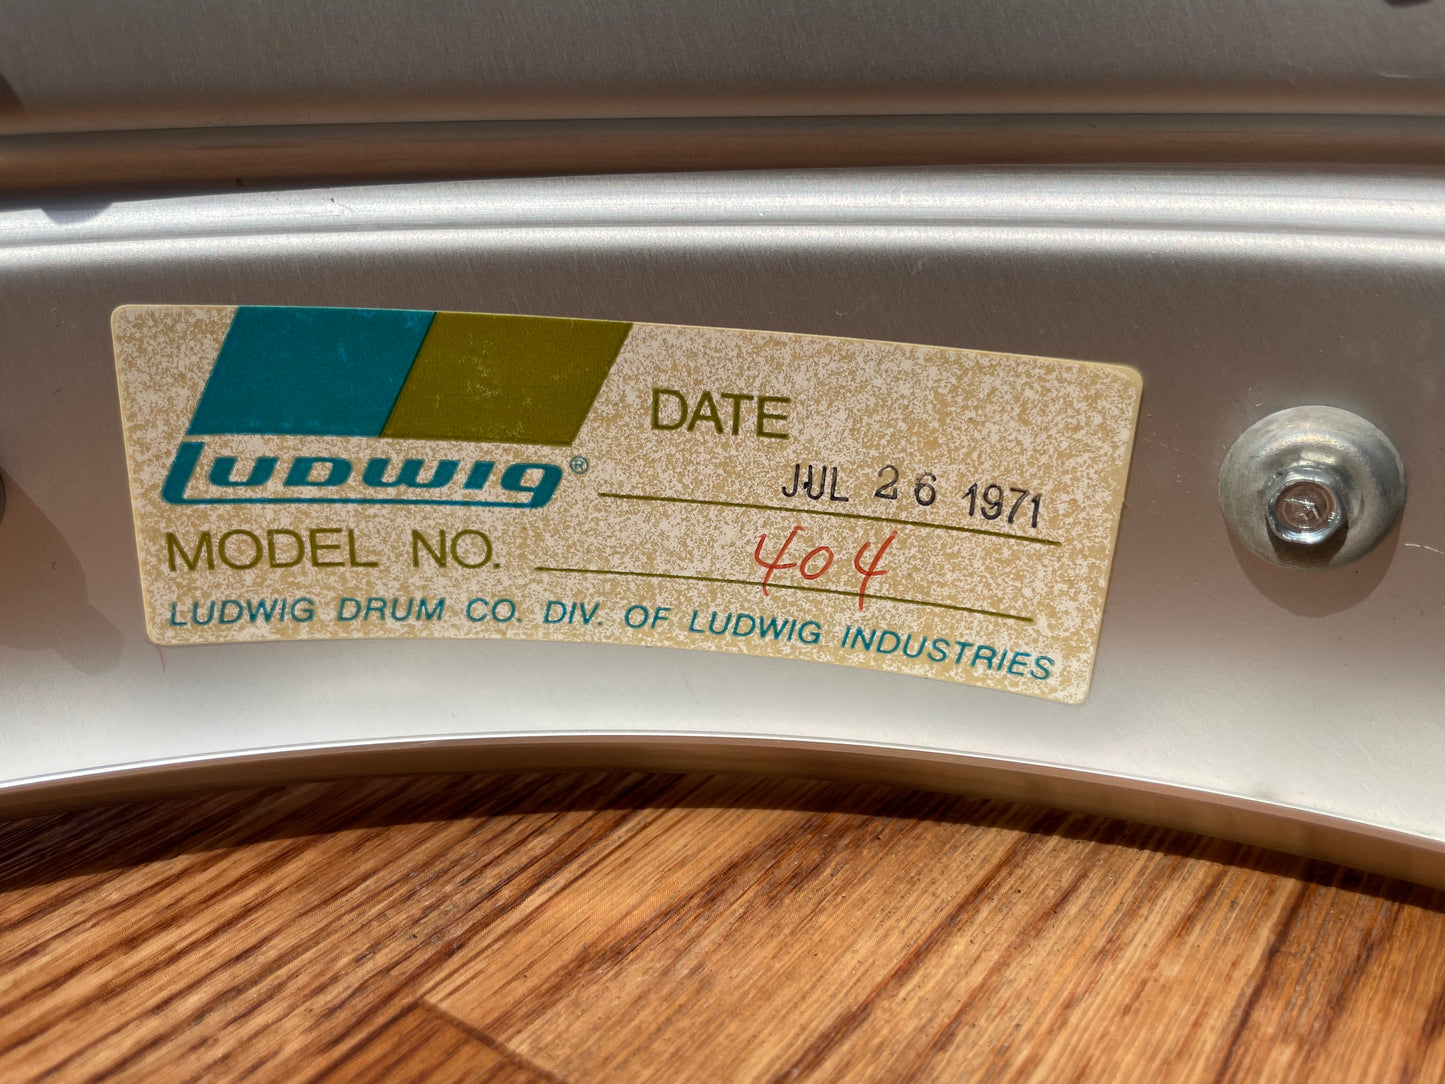 DATE
LUDWIG®
JUL 26 1971
MODEL NO. 404
LUDWIG DRUM CO. DIV. OF LUDWIG INDUSTRIES